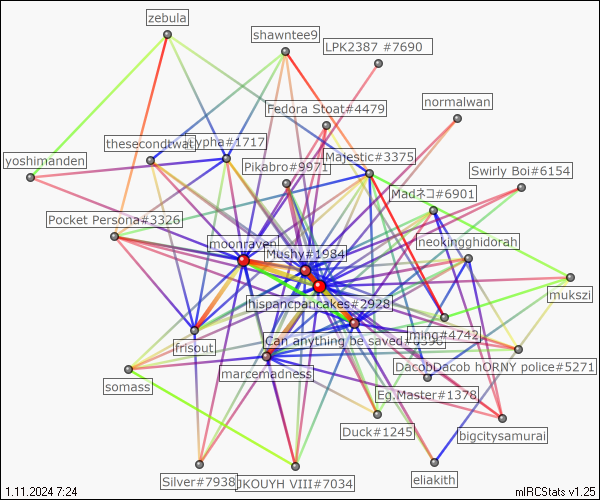 zebula
shawntee9
LPK2387 #7690
Fedora Stoat#4479
normalwan
thesecondtwat
ypha#1717
Pikabro#9971
Majestic#3375
yoshimanden
Swirly Boi#6154
Madネコ#6901
Pocket Persona#3326
moonraven
Mushy#1984
neokingghidorah
mukszi
hispancpancakes#2928
frisout
Can anything be saved
ming#4742
marcemadness
DacobDacob hORNY police#5271
somass
Eg.Master#1378
Duck#1245
bigcitysamurai
Silver#7938
JKOUYH VIII#7034
eliakith
1.11.2024 7:24
mIRCStats v1.25